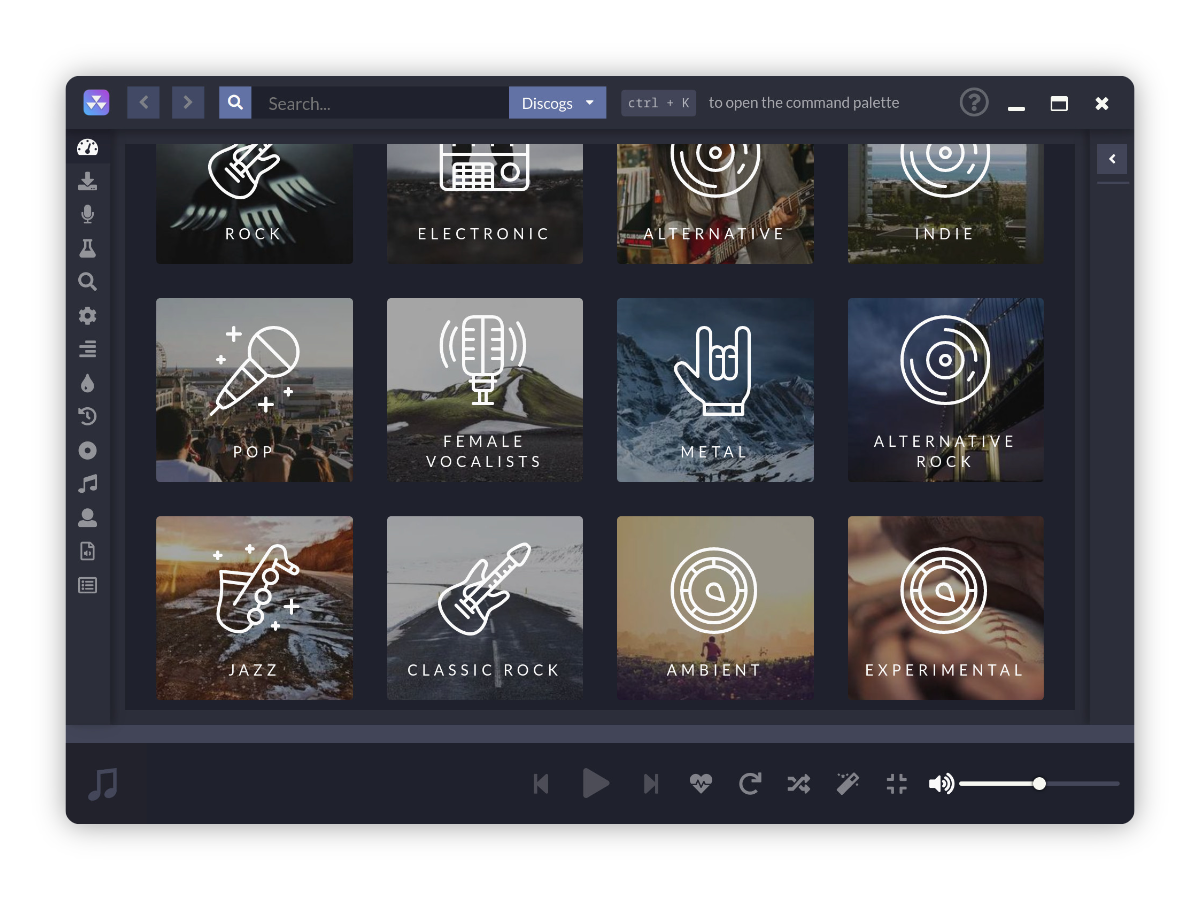 Search...
Discogs
ctrl + K
to open the command palette
ROCK
ELECTRONIC
ALTERNATIVE
INDIE
POP
FEMALE
VOCALISTS
METAL
ALTERNATIVE
ROCK
JAZZ
CLASSIC ROCK
AMBIENT
EXPERIMENTAL